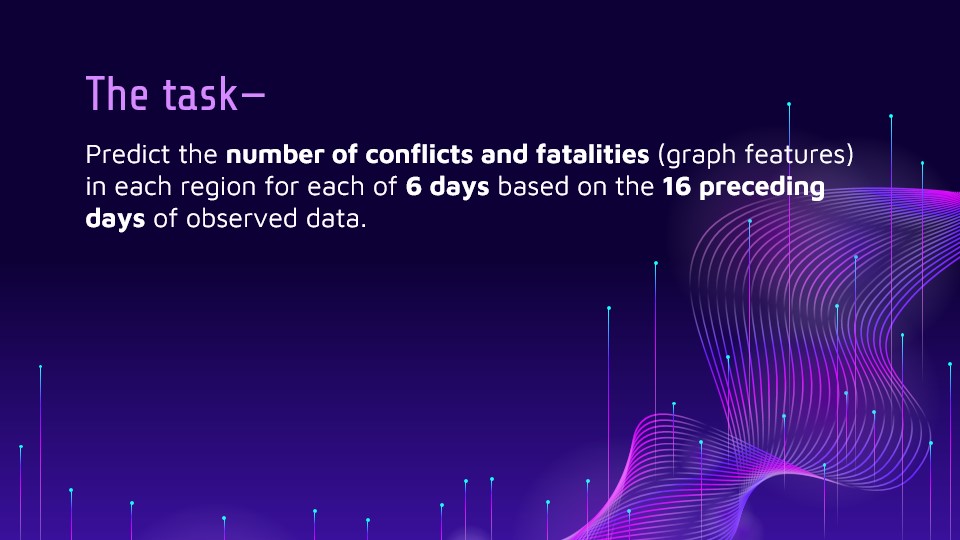 The task—
Predict the number of conflicts and fatalities (graph features)
in each region for each of 6 days based on the 16 preceding
days of observed data.